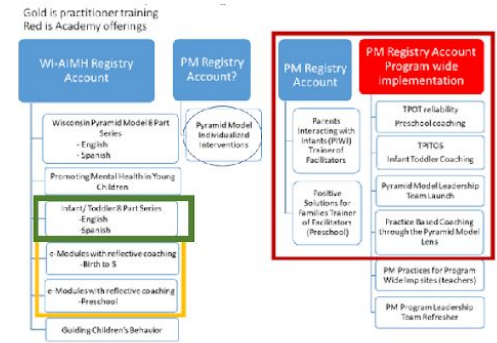 Gold is practitioner training
Red is Academy offerings
WI-AIMH Registry
Account
Wisconsin Pyramid Model 8 Part
Series
- English
- Spanish
Promoting Mental Health in Young
Children
Infant/ Toddler 8 Part Series
-English
-Spanish
e-Modules with reflective coaching
-Birth to 5
e-Modules with reflective coaching
-Preschool
Guiding Children's Behavior
PM Registry
Account?
Pyramid Model
Individualized
Interventions
PM Registry
Account
Parents
Interacting with
Infants (PIWI)
Trainer of
Facilitators
Positive
Solutions for
Families Trainer
of Facilitators
(Preschool)
PM Registry Account
Program wide
implementation
TPOT reliability
Preschool coaching
TPITOS
Infant Toddler Coaching
Pyramid Model Leadership
Team Launch
Practice Based Coaching
through the Pyramid Model
Lens
PM Practices for Program
Wide Imp sites (teachers)
PM Program Leadership
Team Refresher